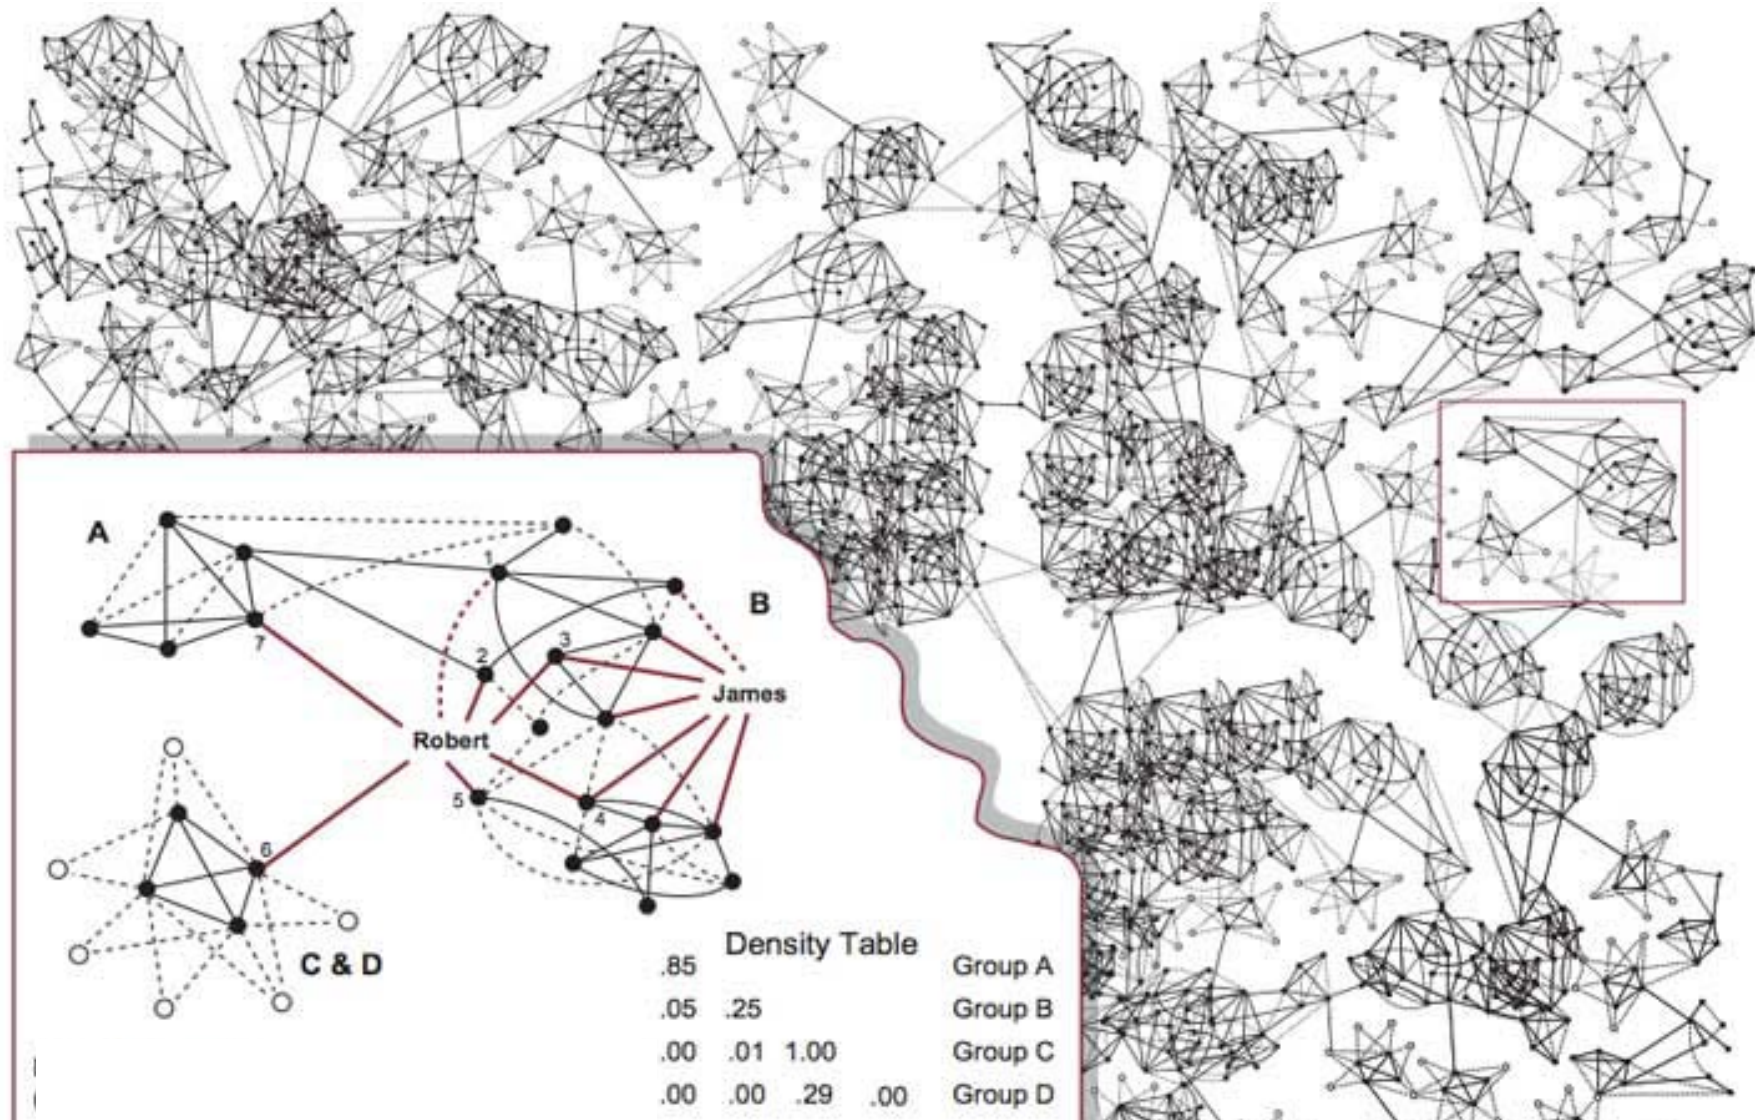 A
1
B
7
2
3
James
Robert
5
4
6
C & D
Density Table
.85 Group A
.05 .25 Group B
.00 .01 1.00 Group C
.00 .00 .29 .00 Group D